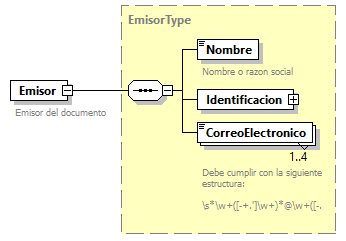 EmisorType
Nombre
Nombre o razon social
Emisor
Emisor del documento
Identificacion
CorreoElectronico
1..4
Debe cumplir con la siguiente
estructura:
\s*\w+([-+.']\w+)*@\w+([-.